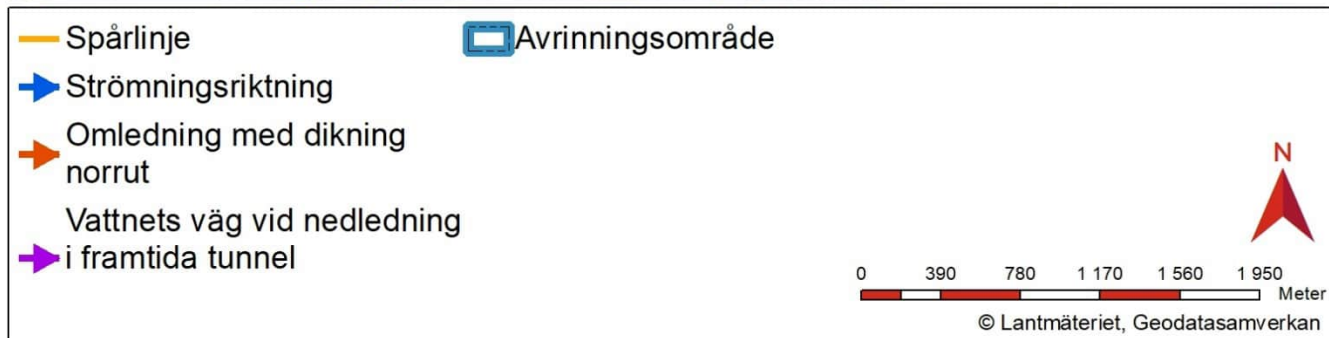 Spårlinje
Strömningsriktning
Omledning med dikning
norrut
Vattnets väg vid nedledning
i framtida tunnel
Avrinningsområde
N
0 390 780 1 170 1 560 1 950
Meter
© Lantmäteriet, Geodatasamverkan